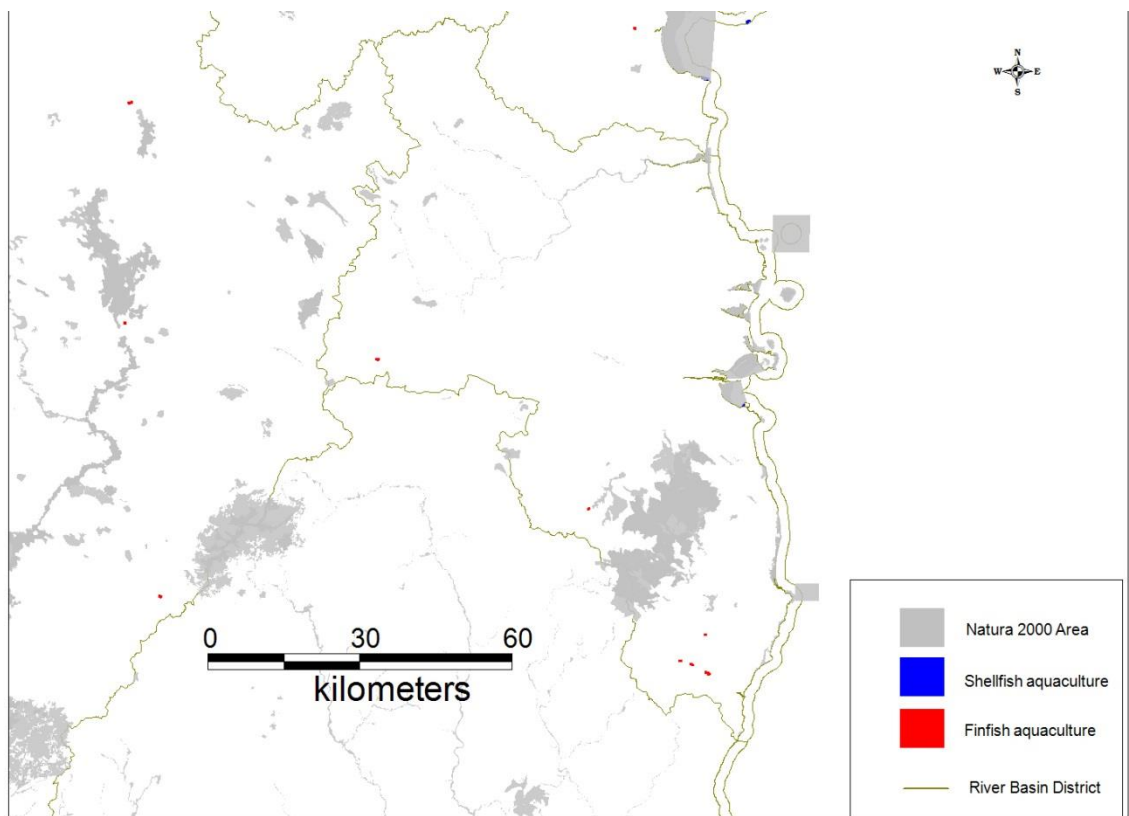 N
W E
S
0 30 60
kilometers
Natura 2000 Area
Shellfish aquaculture
Finfish aquaculture
River Basin District